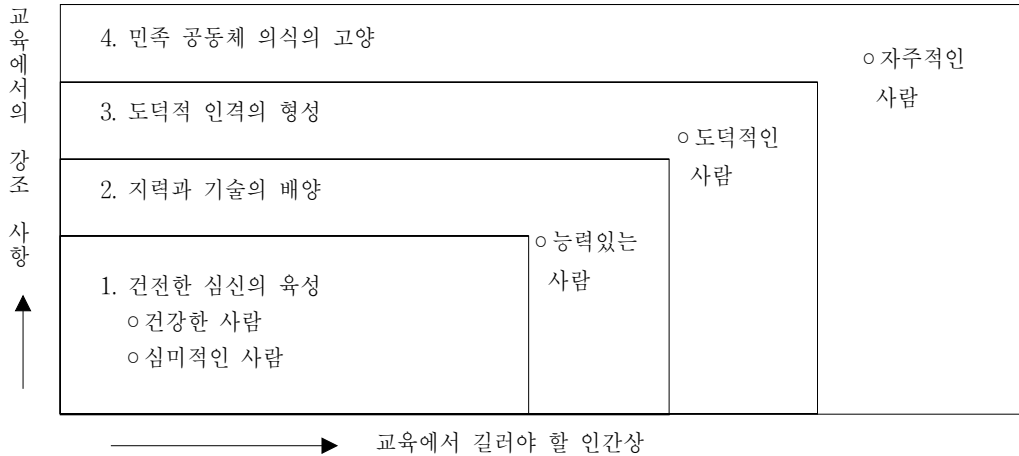 교육에서의 강조 사항
4. 민족 공동체 의식의 고양
○자주적인
사람
3. 도덕적 인격의 형성
○도덕적인
사람
2. 지력과 기술의 배양
○능력있는
사람
1. 건전한 심신의 육성
○건강한 사람
○심미적인 사람
교육에서 길러야 할 인간상